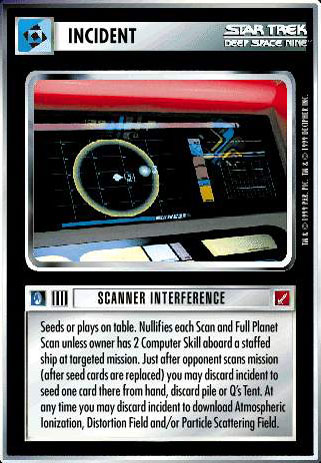 INCIDENT
STAR TREK
DEEP SPACE NINE
TM & © 1999 PAR. PIC. TM & © 1999 DECIPHER INC.
SCANNER INTERFERENCE
Seeds or plays on table. Nullifies each Scan and Full Planet
Scan unless owner has 2 Computer Skill aboard a staffed
ship at targeted mission. Just after opponent scans mission
(after seed cards are replaced) you may discard incident to
seed one card there from hand, discard pile or Q's Tent. At
any time you may discard incident to download Atmospheric
Ionization, Distortion Field and/or Particle Scattering Field.